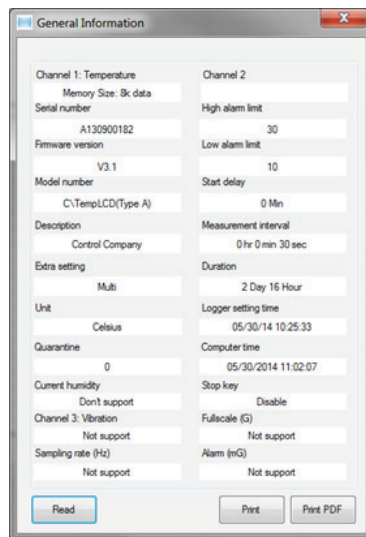 General Information
Channel 1: Temperature
Channel 2
Memory Size: 8k data
Serial number
High alarm limit
A130900182
30
Firmware version
Low alarm limit
V3.1
10
Model number
Start delay
C\TempLCD(Type A)
0 Min
Description
Measurement interval
Control Company
0 hr 0 min 30 sec
Extra setting
Duration
Multi
2 Day 16 Hour
Unit
Logger setting time
Celsius
05/30/14 10:25:33
Quarantine
Computer time
0
05/30/2014 11:02:07
Current humidity
Stop key
Don't support
Disable
Channel 3: Vibration
Fullscale (G)
Not support
Not support
Sampling rate (Hz)
Alarm (mG)
Not support
Not support
Read
Print
Print PDF